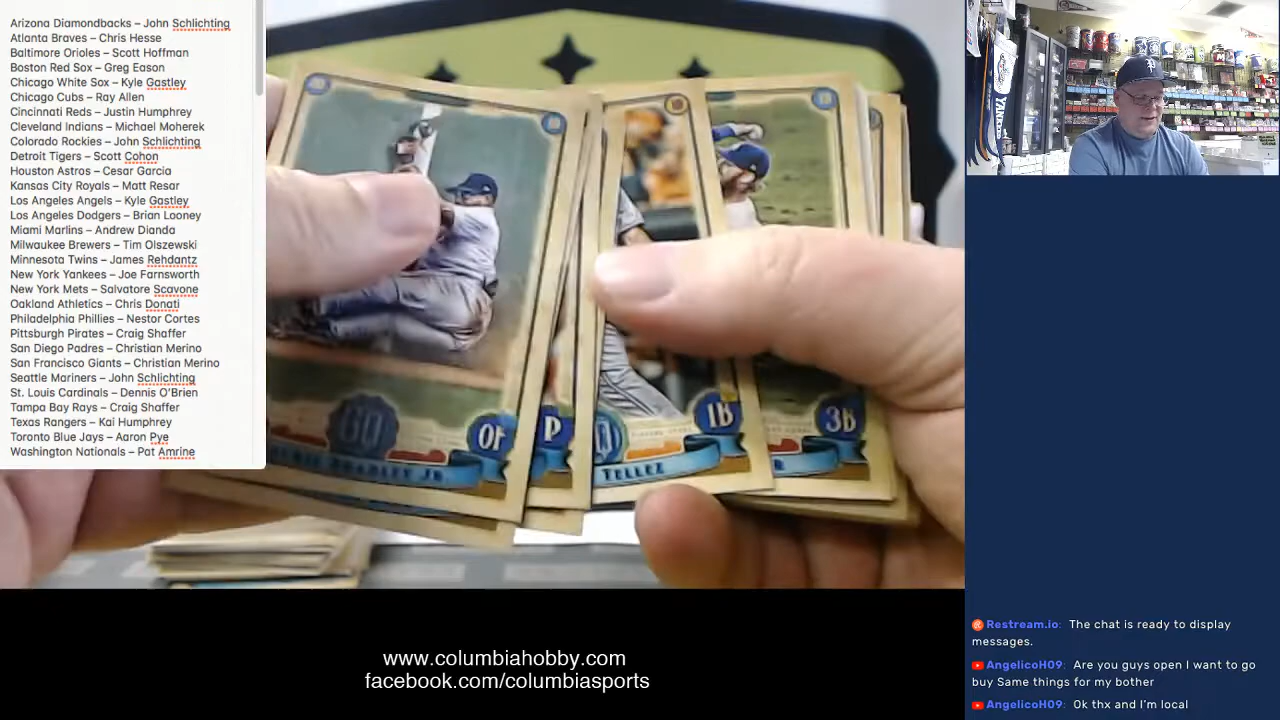 Arizona Diamondbacks – John Schlichting
Atlanta Braves – Chris Hesse
Baltimore Orioles – Scott Hoffman
Boston Red Sox – Greg Eason
Chicago White Sox – Kyle Gastley
Chicago Cubs – Ray Allen
Cincinnati Reds – Justin Humphrey
Cleveland Indians – Michael Moherek
Colorado Rockies – John Schlichting
Detroit Tigers – Scott Cohon
Houston Astros – Cesar Garcia
Kansas City Royals – Matt Resar
Los Angeles Angels – Kyle Gastley
Los Angeles Dodgers – Brian Looney
Miami Marlins – Andrew Dianda
Milwaukee Brewers – Tim Olszewski
Minnesota Twins – James Rehdantz
New York Yankees – Joe Farnsworth
New York Mets – Salvatore Scavone
Oakland Athletics – Chris Donati
Philadelphia Phillies – Nestor Cortes
Pittsburgh Pirates – Craig Shaffer
San Diego Padres – Christian Merino
San Francisco Giants – Christian Merino
Seattle Mariners – John Schlichting
St. Louis Cardinals – Dennis O'Brien
Tampa Bay Rays – Craig Shaffer
Texas Rangers – Kai Humphrey
Toronto Blue Jays – Aaron Pye
Washington Nationals – Pat Amrine
OF
P
1B
3B
BRADLEY JR
TELLEZ
www.columbiahobby.com
facebook.com/columbiasports
Restream.io: The chat is ready to display
messages.
AngelicoH09: Are you guys open I want to go
buy Same things for my bother
AngelicoH09: Ok thx and I'm local